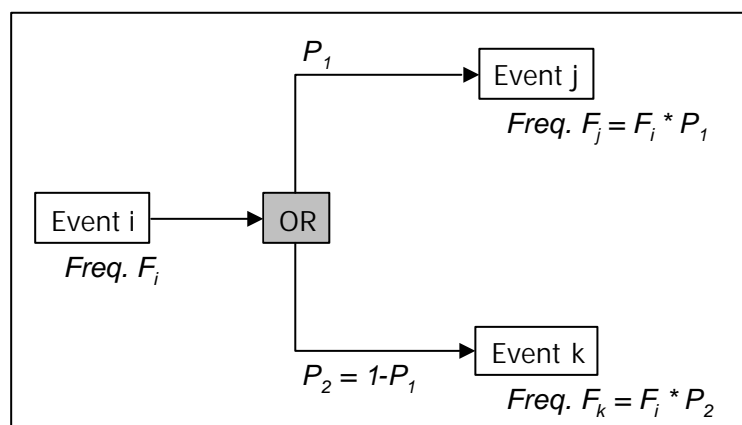 P₁
Event j
Freq. Fⱼ = Fᵢ * P₁
Event i
OR
Freq. Fᵢ
Event k
P₂ = 1-P₁
Freq. Fₖ = Fᵢ * P₂